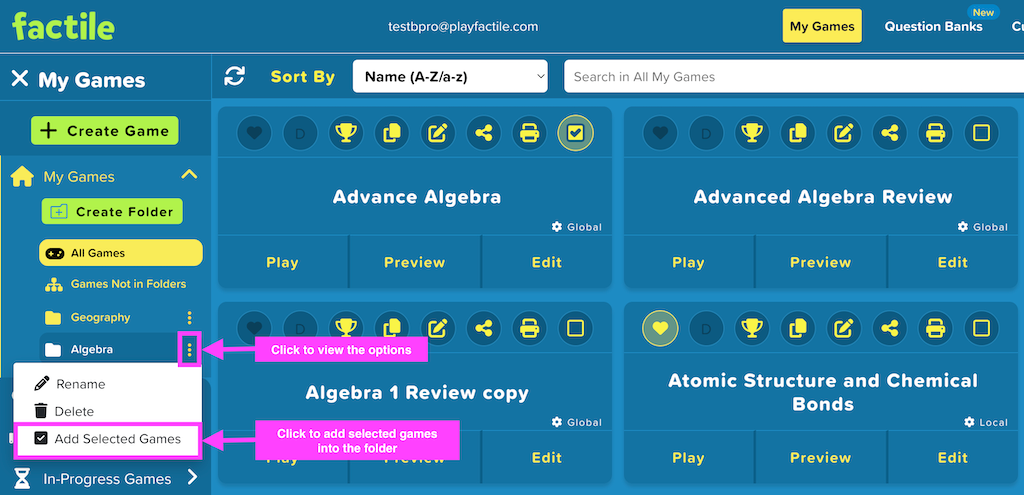 factile
testbpro@playfactile.com
My Games
Question Banks
New
Cu
My Games
Sort By
Name (A-Z/a-z)
Search in All My Games
Create Game
My Games
Create Folder
All Games
Games Not in Folders
Geography
Algebra
Rename
Delete
Add Selected Games
In-Progress Games
D
Advance Algebra
Global
Play
Preview
Edit
D
Advanced Algebra Review
Global
Play
Preview
Edit
Click to view the options
D
Algebra 1 Review copy
Global
Click to add selected games
into the folder
Play
Preview
Edit
D
Atomic Structure and Chemical
Bonds
Local
Play
Preview
Edit